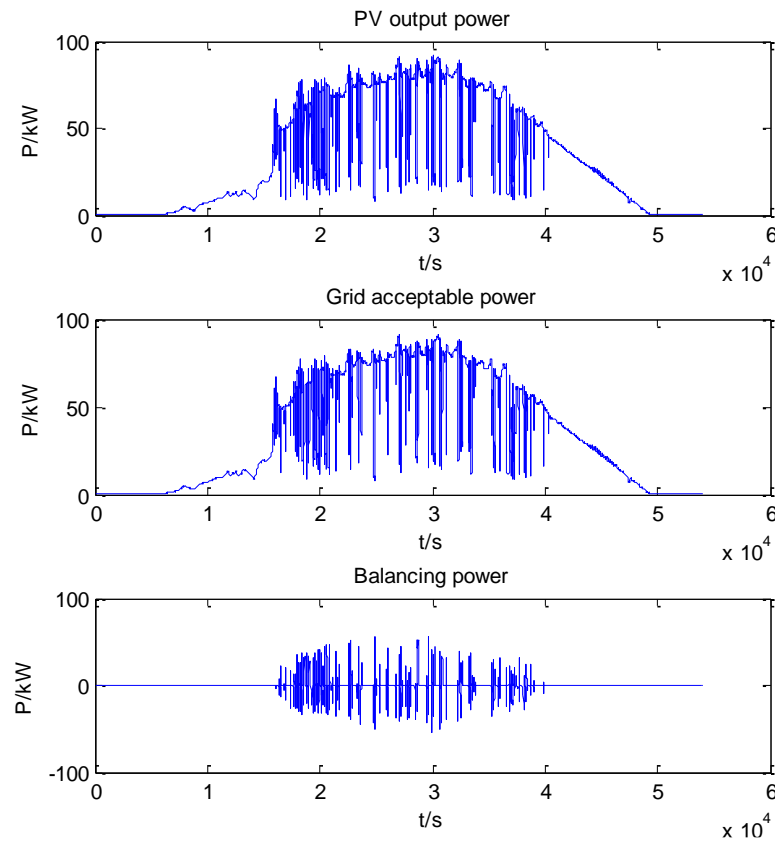 PV output power
100
50
0
P/kW
0 1 2 3 4 5 6
t/s
x 10^4
Grid acceptable power
100
50
0
P/kW
0 1 2 3 4 5 6
t/s
x 10^4
Balancing power
100
0
-100
P/kW
0 1 2 3 4 5 6
t/s
x 10^4